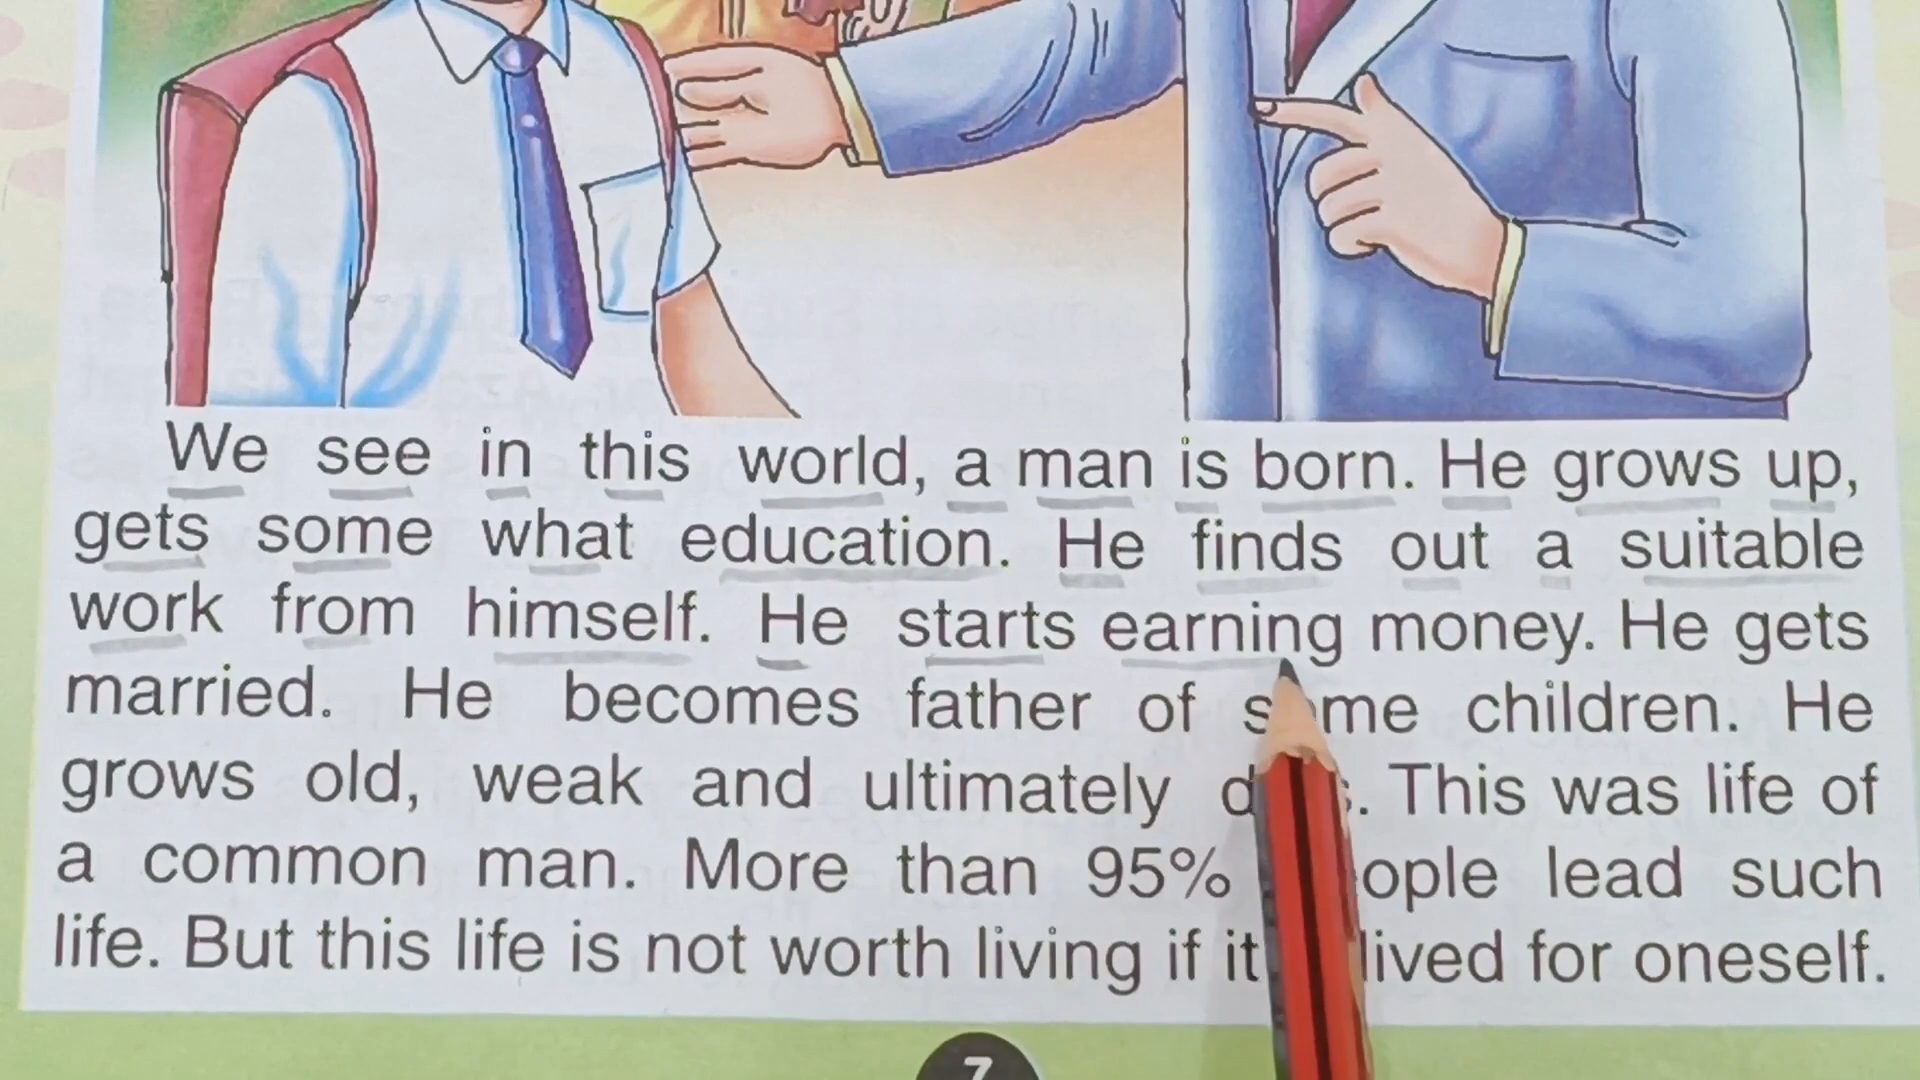 We see in this world, a man is born. He grows up,
gets some what education. He finds out a suitable
work from himself. He starts earning money. He gets
married. He becomes father of some children. He
grows old, weak and ultimately This was life of
a common man. More than 95% people lead such
life. But this life is not worth living if it lived for oneself.
7